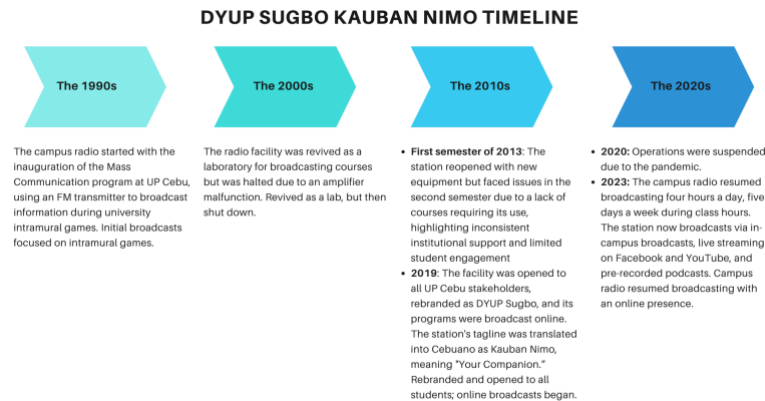 DYUP SUGBO KAUBAN NIMO TIMELINE
The 1990s
The campus radio started with the
inauguration of the Mass
Communication program at UP Cebu,
using an FM transmitter to broadcast
information during university
intramural games. Initial broadcasts
focused on intramural games.
The 2000s
The radio facility was revived as a
laboratory for broadcasting courses
but was halted due to an amplifier
malfunction. Revived as a lab, but then
shut down.
The 2010s
• First semester of 2013: The
station reopened with new
equipment but faced issues in the
second semester due to a lack of
courses requiring its use,
highlighting inconsistent
institutional support and limited
student engagement
• 2019: The facility was opened to
all UP Cebu stakeholders,
rebranded as DYUP Sugbo, and its
programs were broadcast online.
The station's tagline was translated
into Cebuano as Kauban Nimo,
meaning "Your Companion."
Rebranded and opened to all
students; online broadcasts began.
The 2020s
• 2020: Operations were suspended
due to the pandemic.
• 2023: The campus radio resumed
broadcasting four hours a day, five
days a week during class hours.
The station now broadcasts via in-
campus broadcasts, live streaming
on Facebook and YouTube, and
pre-recorded podcasts. Campus
radio resumed broadcasting with
an online presence.